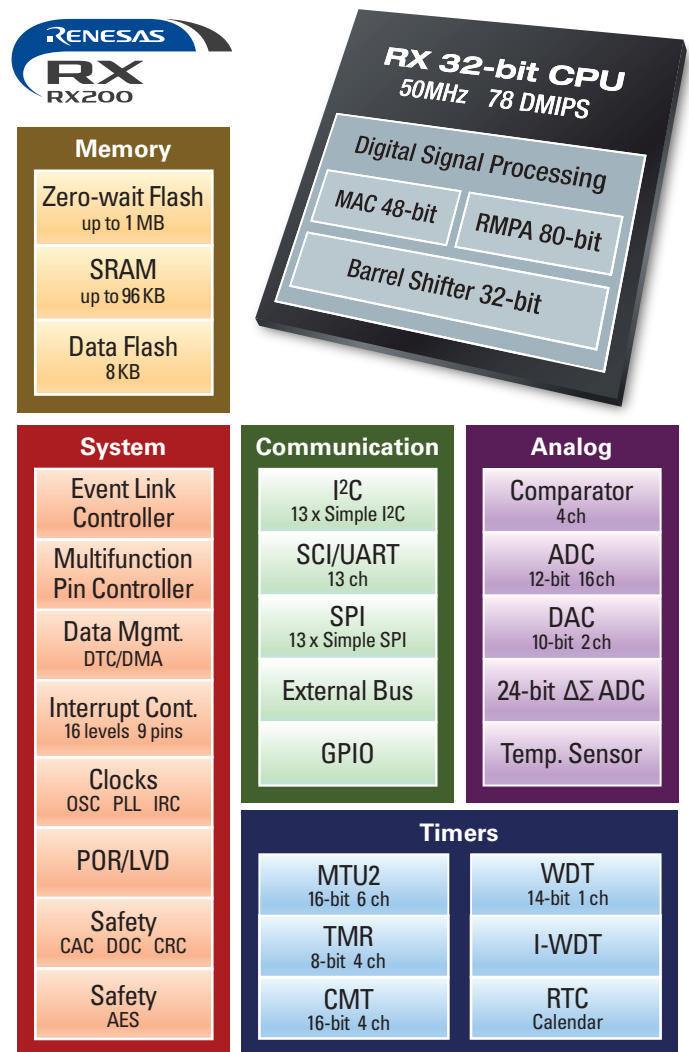 RENESAS
RX
RX200
RX 32-bit CPU
50MHz 78 DMIPS
Digital Signal Processing
MAC 48-bit
RMPA 80-bit
Barrel Shifter 32-bit
Memory
Zero-wait Flash
up to 1 MB
SRAM
up to 96 KB
Data Flash
8 KB
System
Event Link
Controller
Multifunction
Pin Controller
Data Mgmt.
DTC/DMA
Interrupt Cont.
16 levels 9 pins
Clocks
OSC PLL IRC
POR/LVD
Safety
CAC DOC CRC
Safety
AES
Communication
I²C
13 x Simple I²C
SCI/UART
13 ch
SPI
13 x Simple SPI
External Bus
GPIO
Analog
Comparator
4 ch
ADC
12-bit 16 ch
DAC
10-bit 2 ch
24-bit ΔΣ ADC
Temp. Sensor
Timers
MTU2
16-bit 6 ch
TMR
8-bit 4 ch
CMT
16-bit 4 ch
WDT
14-bit 1 ch
I-WDT
RTC
Calendar